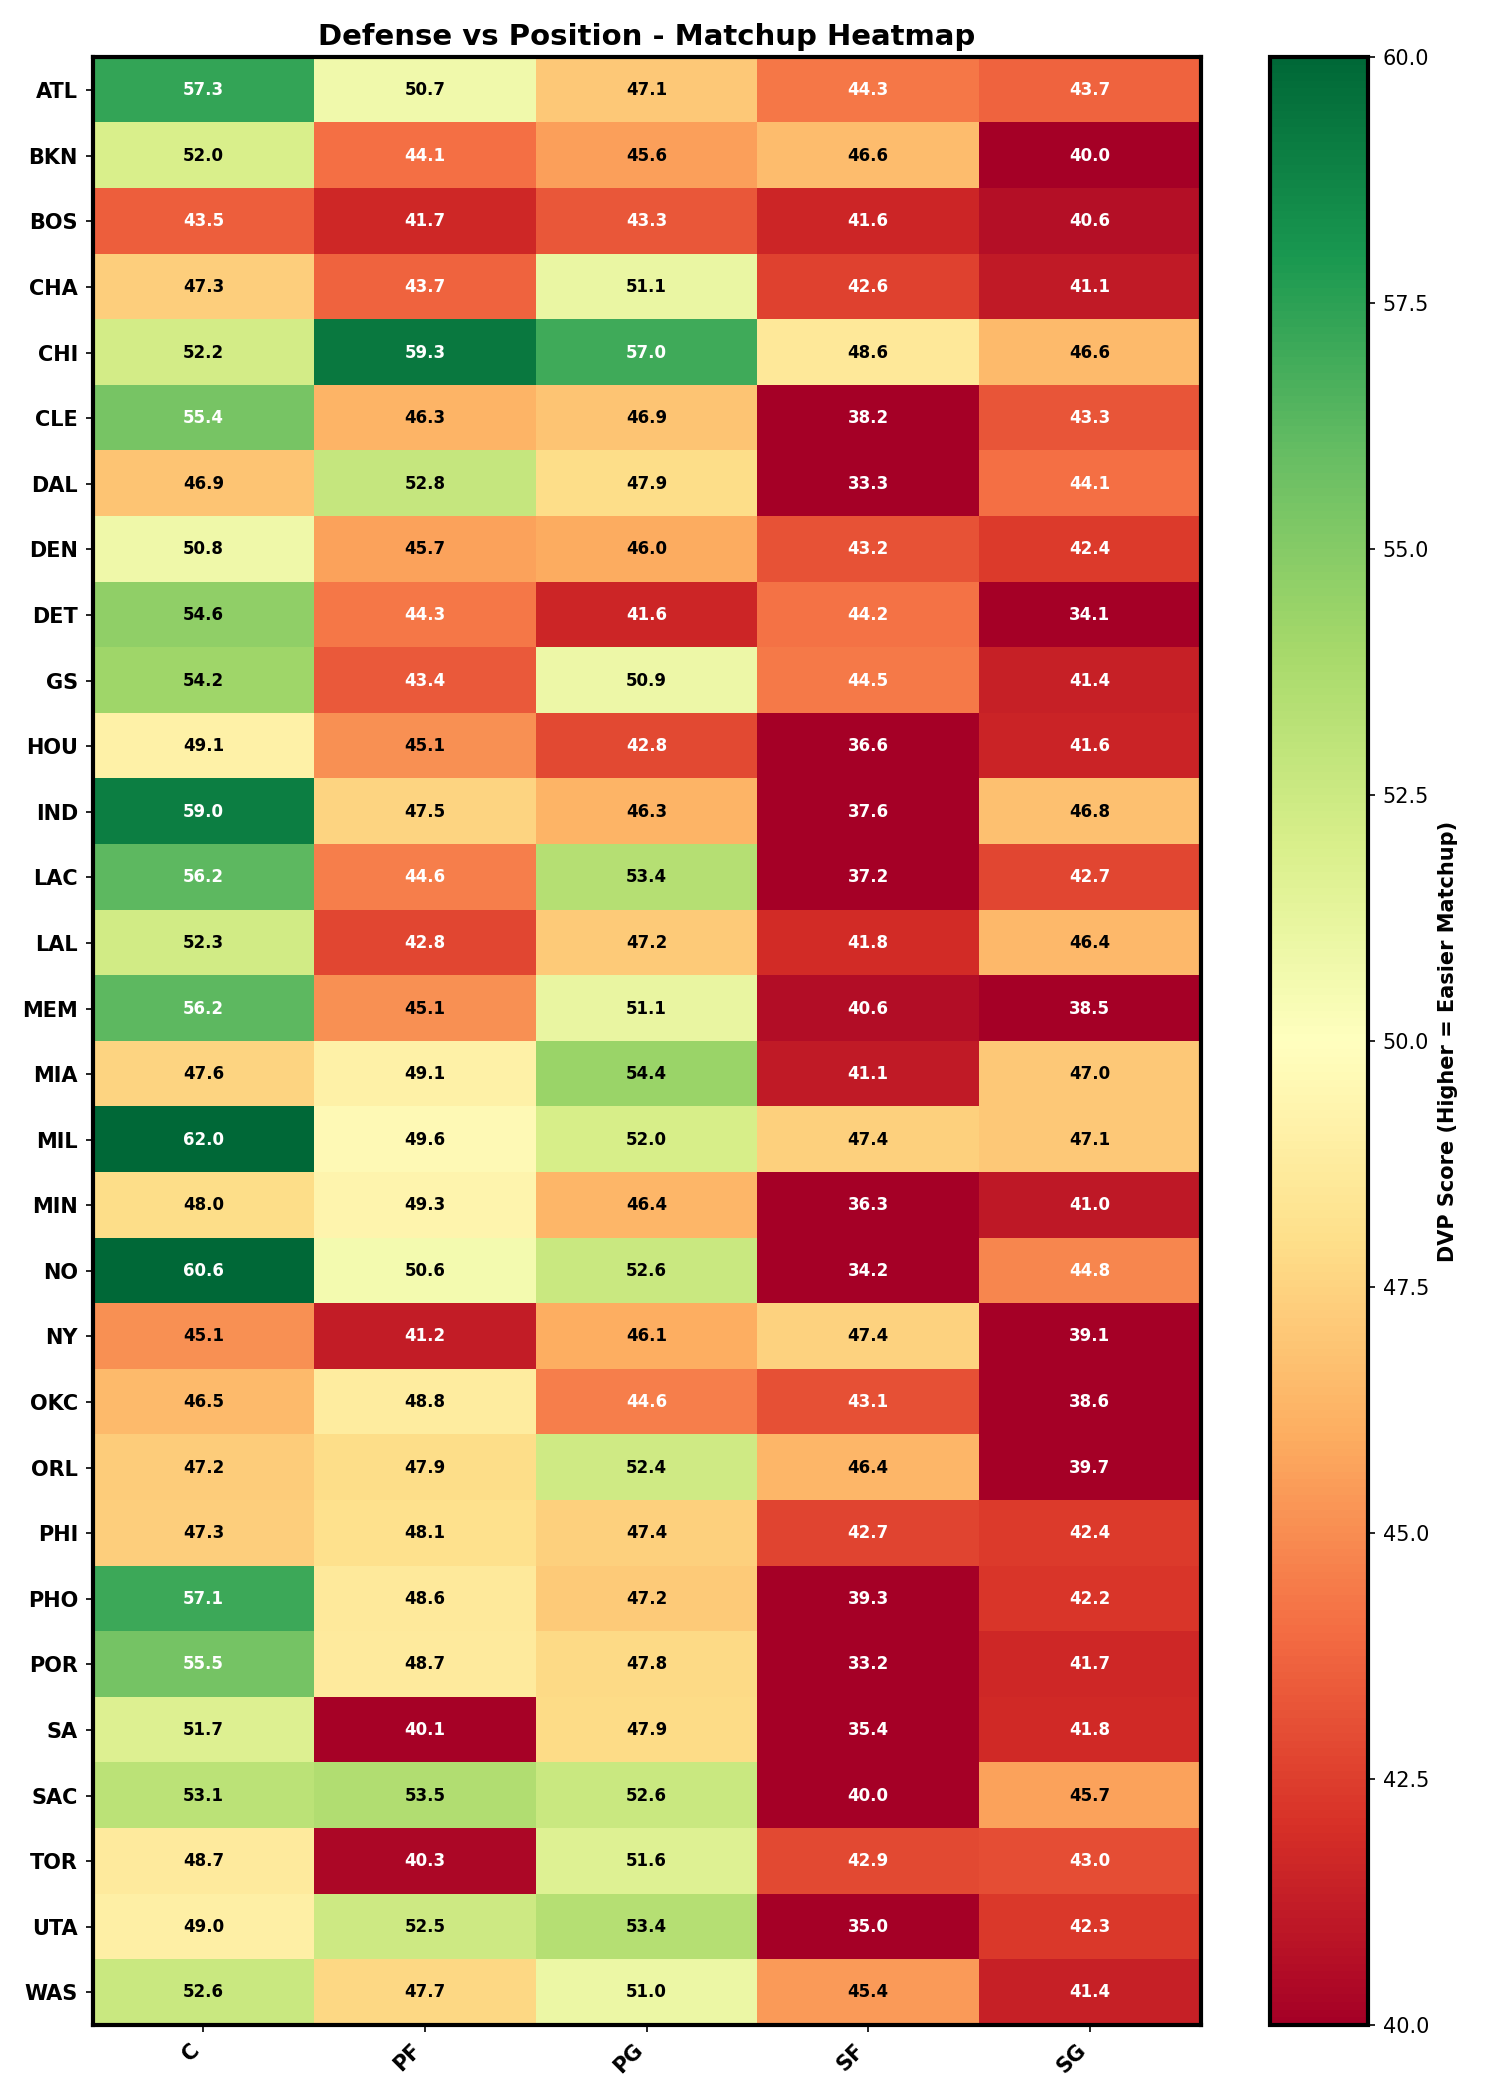 Defense vs Position - Matchup Heatmap
ATL 57.3 50.7 47.1 44.3 43.7
BKN 52.0 44.1 45.6 46.6 40.0
BOS 43.5 41.7 43.3 41.6 40.6
CHA 47.3 43.7 51.1 42.6 41.1
CHI 52.2 59.3 57.0 48.6 46.6
CLE 55.4 46.3 46.9 38.2 43.3
DAL 46.9 52.8 47.9 33.3 44.1
DEN 50.8 45.7 46.0 43.2 42.4
DET 54.6 44.3 41.6 44.2 34.1
GS 54.2 43.4 50.9 44.5 41.4
HOU 49.1 45.1 42.8 36.6 41.6
IND 59.0 47.5 46.3 37.6 46.8
LAC 56.2 44.6 53.4 37.2 42.7
LAL 52.3 42.8 47.2 41.8 46.4
MEM 56.2 45.1 51.1 40.6 38.5
MIA 47.6 49.1 54.4 41.1 47.0
MIL 62.0 49.6 52.0 47.4 47.1
MIN 48.0 49.3 46.4 36.3 41.0
NO 60.6 50.6 52.6 34.2 44.8
NY 45.1 41.2 46.1 47.4 39.1
OKC 46.5 48.8 44.6 43.1 38.6
ORL 47.2 47.9 52.4 46.4 39.7
PHI 47.3 48.1 47.4 42.7 42.4
PHO 57.1 48.6 47.2 39.3 42.2
POR 55.5 48.7 47.8 33.2 41.7
SA 51.7 40.1 47.9 35.4 41.8
SAC 53.1 53.5 52.6 40.0 45.7
TOR 48.7 40.3 51.6 42.9 43.0
UTA 49.0 52.5 53.4 35.0 42.3
WAS 52.6 47.7 51.0 45.4 41.4
C PF PG SF SG
60.0
57.5
55.0
52.5
50.0
47.5
45.0
42.5
40.0
DVP Score (Higher = Easier Matchup)